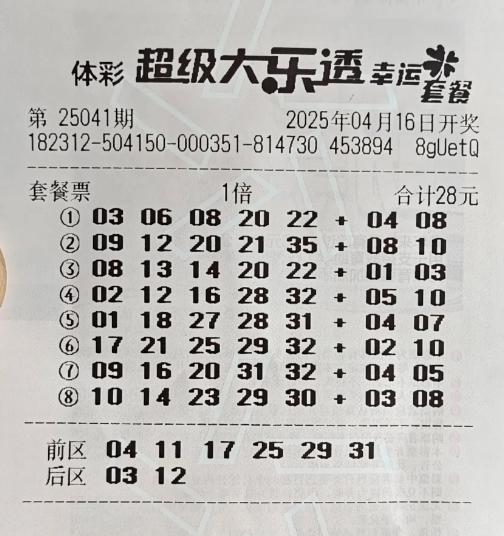 体彩 超级大乐透 幸运套餐
第 25041期 2025年04月16日开奖
182312-504150-000351-814730 453894 8gUetQ
套餐票 1倍 合计28元
① 03 06 08 20 22 + 04 08
② 09 12 20 21 35 + 08 10
③ 08 13 14 20 22 + 01 03
④ 02 12 16 28 32 + 05 10
⑤ 01 18 27 28 31 + 04 07
⑥ 17 21 25 29 32 + 02 10
⑦ 09 16 20 31 32 + 04 05
⑧ 10 14 23 29 30 + 03 08
前区 04 11 17 25 29 31
后区 03 12